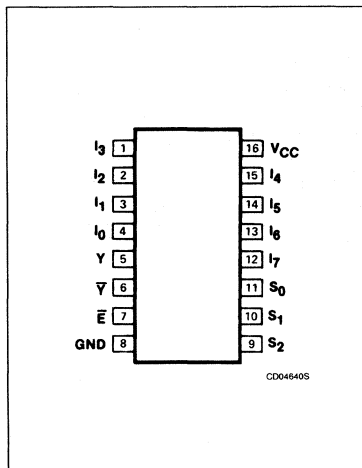 I3 1 16 VCC
I2 2 15 I4
I1 3 14 I5
I0 4 13 I6
Y 5 12 I7
Y̅ 6 11 S0
E̅ 7 10 S1
GND 8 9 S2
CD04640S